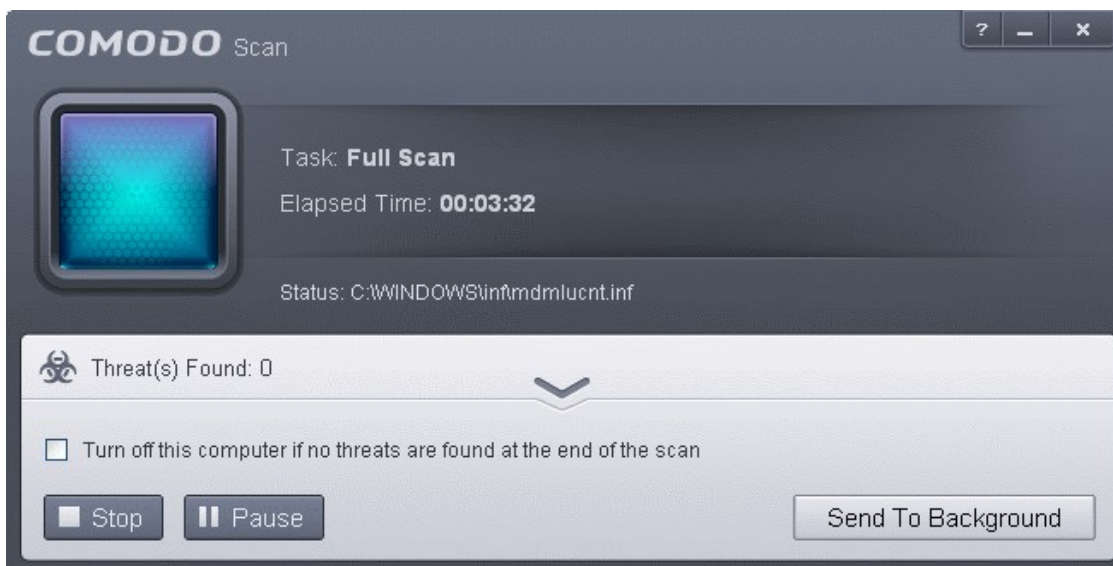 COMODO Scan
? _ x
Task: Full Scan
Elapsed Time: 00:03:32
Status: C:\WINDOWS\inf\mdmlucnt.inf
Threat(s) Found: 0
Turn off this computer if no threats are found at the end of the scan
Stop
Pause
Send To Background